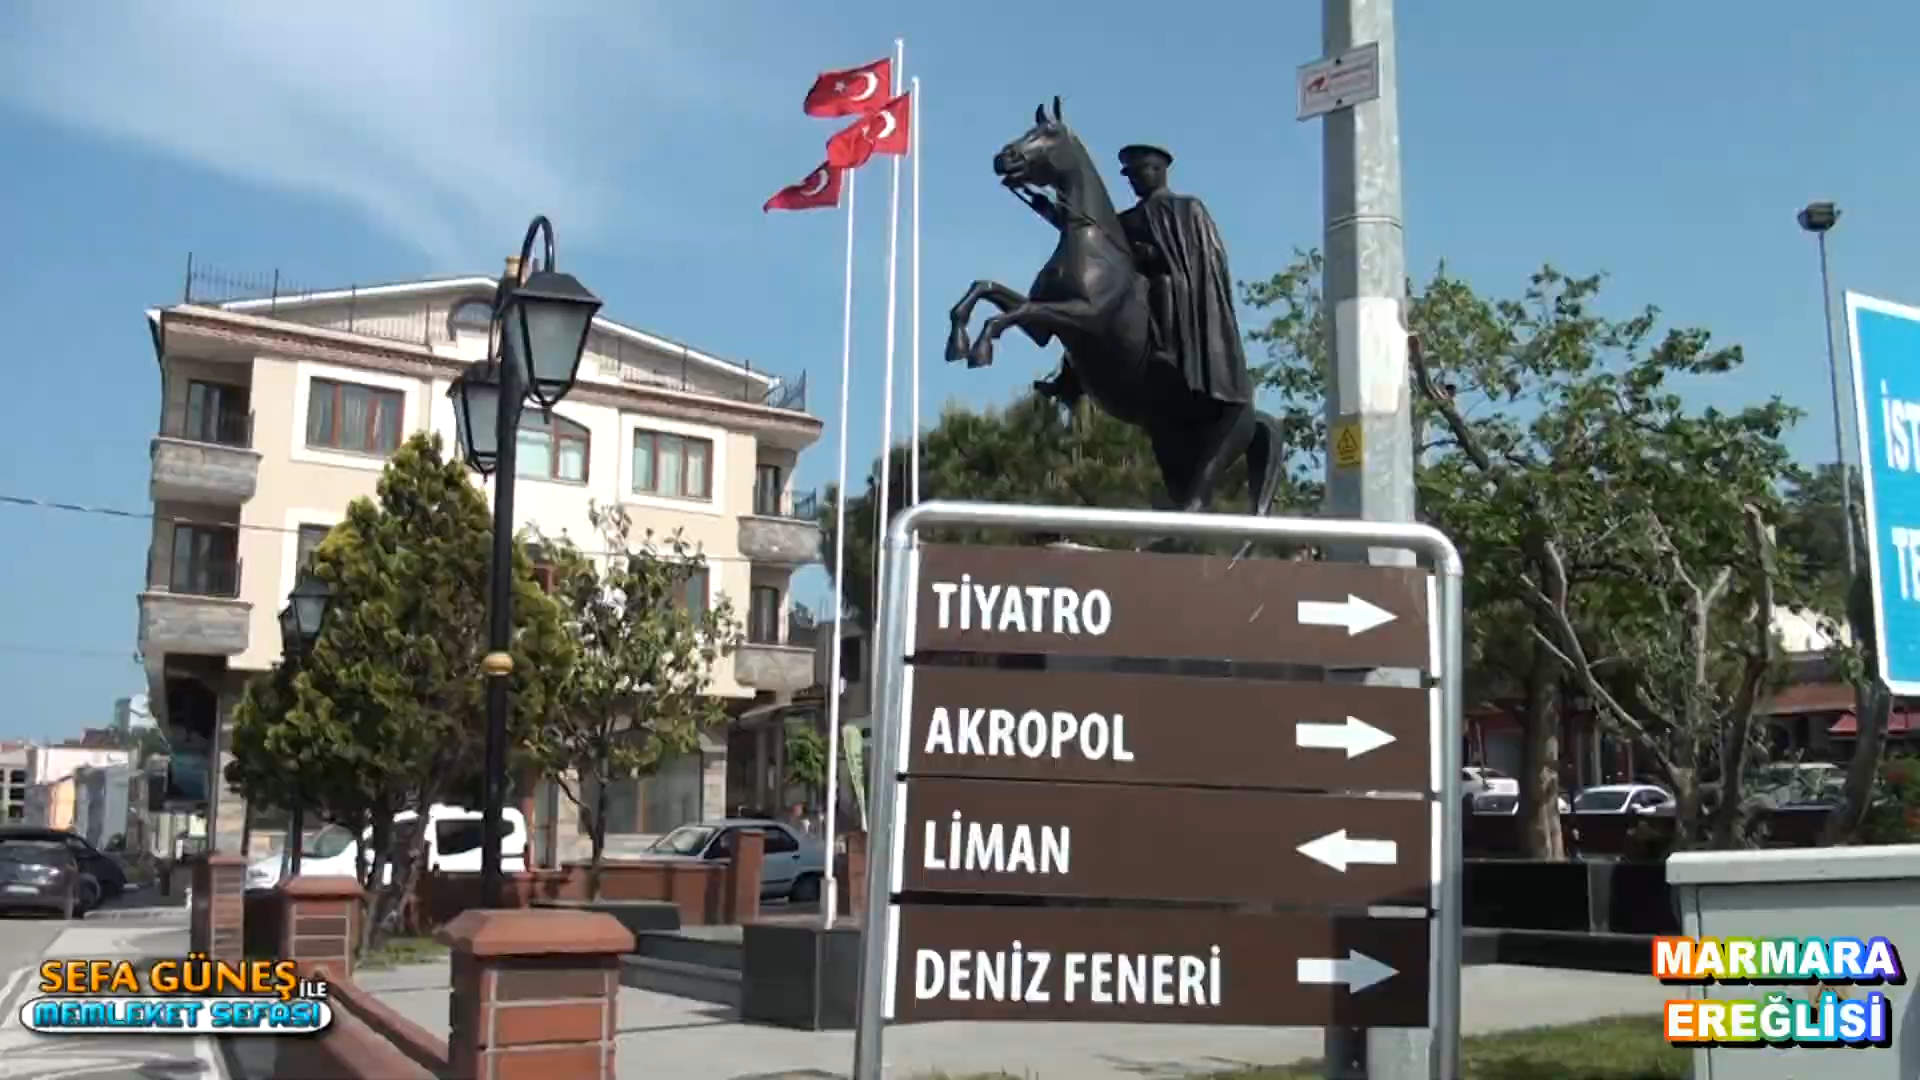 TİYATRO
AKROPOL
LİMAN
DENİZ FENERİ
SEFA GÜNEŞ İLE
MEMLEKET SEFASI
MARMARA
EREĞLİSİ